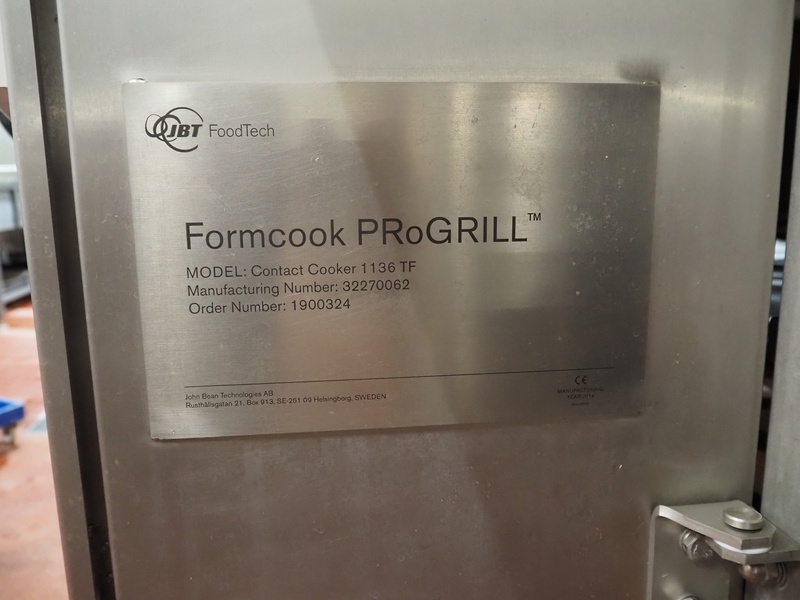 JBT FoodTech
Formcook PRoGRILL™
MODEL: Contact Cooker 1136 TF
Manufacturing Number: 32270062
Order Number: 1900324
John Bean Technologies AB
Rusthållsgatan 21, Box 913, SE-251 09 Helsingborg, SWEDEN
CE
MANUFACTURING